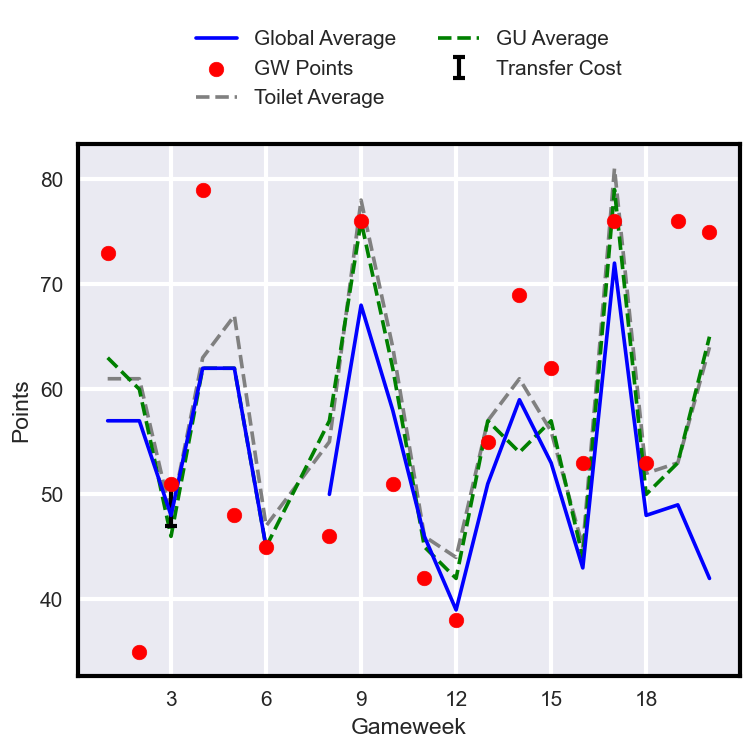 Global Average
GW Points
Toilet Average
GU Average
Transfer Cost
80
70
60
50
40
Points
3 6 9 12 15 18
Gameweek